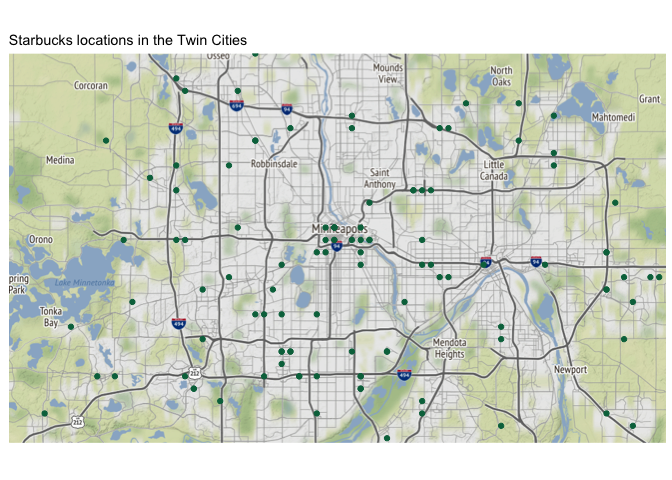 Starbucks locations in the Twin Cities
Osseo
Mounds
View
North
Oaks
Corcoran
Grant
694
94
Mahtomedi
494
Medina
Robbinsdale
Little
Canada
Saint
Anthony
Minneapolis
Orono
94
94
Lake Minnetonka
Spring
Park
Tonka
Bay
494
Mendota
Heights
212
494
Newport
212